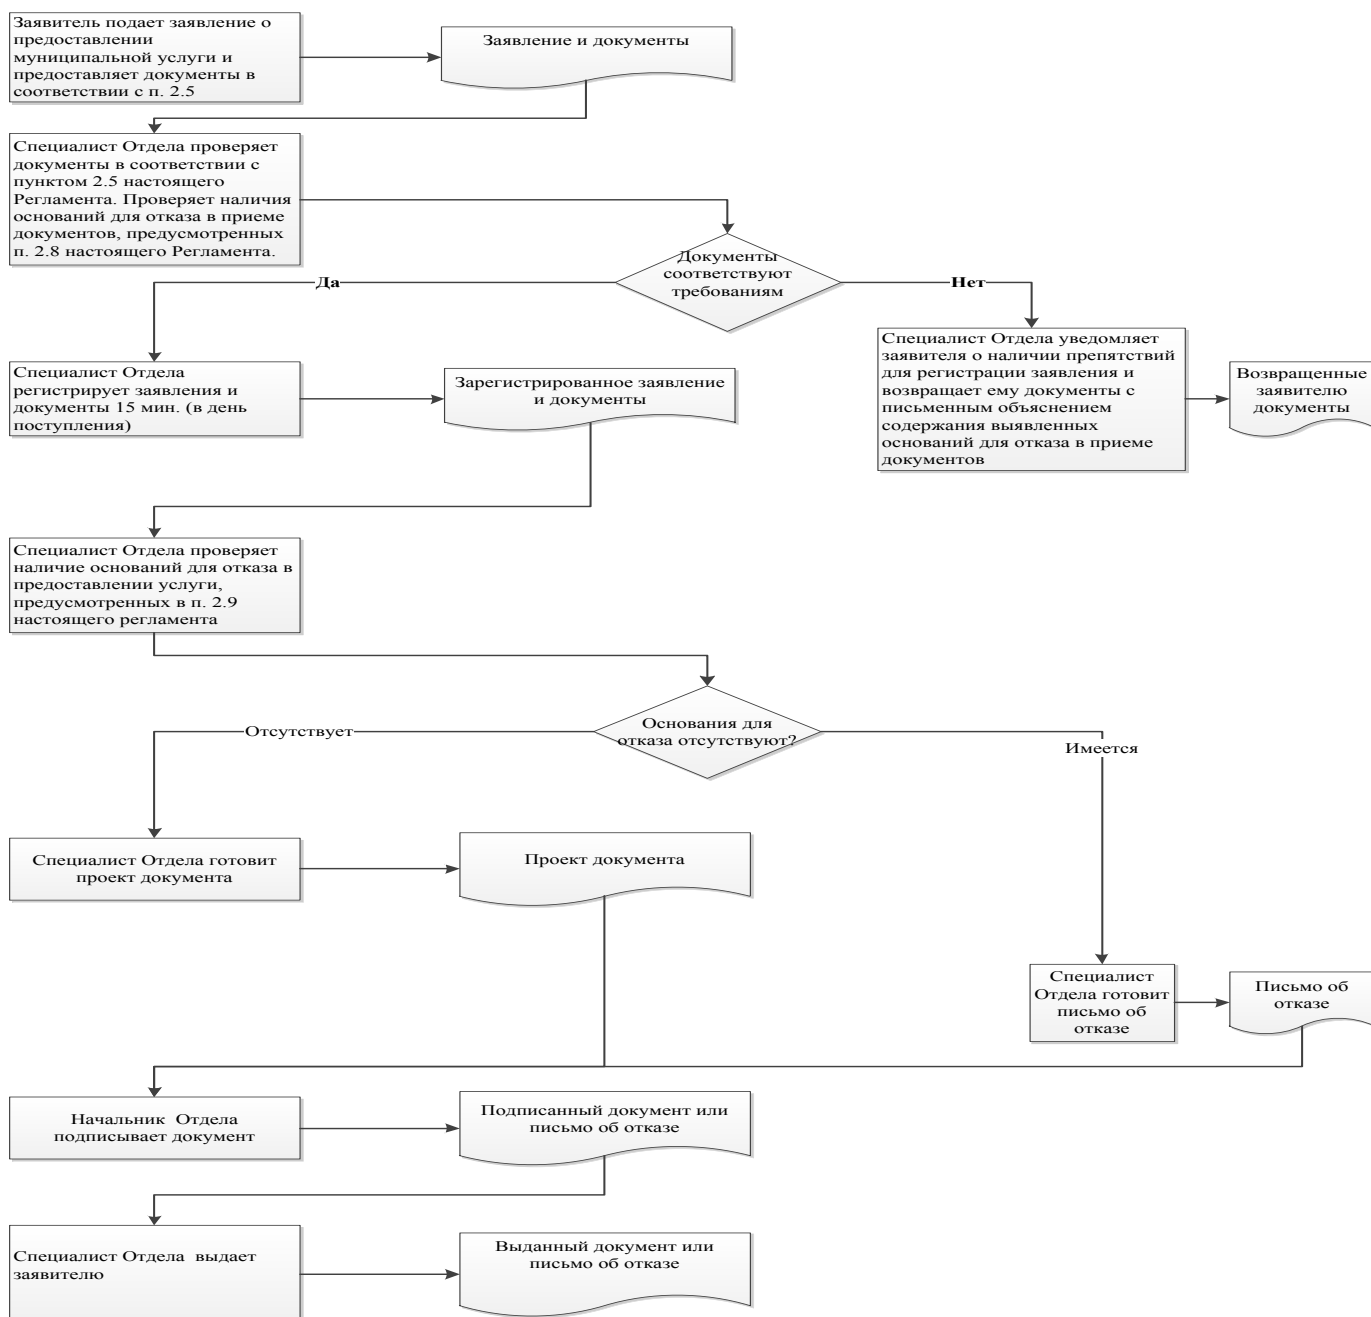 Заявитель подает заявление о
предоставлении
муниципальной услуги и
предоставляет документы в
соответствии с п. 2.5
Заявление и документы
Специалист Отдела проверяет
документы в соответствии с
пунктом 2.5 настоящего
Регламента. Проверяет наличия
оснований для отказа в приеме
документов, предусмотренных
п. 2.8 настоящего Регламента.
Документы
соответствуют
требованиям
Да
Нет
Специалист Отдела
регистрирует заявления и
документы 15 мин. (в день
поступления)
Зарегистрированное заявление
и документы
Специалист Отдела уведомляет
заявителя о наличии препятствий
для регистрации заявления и
возвращает ему документы с
письменным объяснением
содержания выявленных
оснований для отказа в приеме
документов
Возвращенные
заявителю
документы
Специалист Отдела проверяет
наличие оснований для отказа в
предоставлении услуги,
предусмотренных в п. 2.9
настоящего регламента
Основания для
отказа отсутствуют?
Отсутствует
Имеется
Специалист Отдела готовит
проект документа
Проект документа
Специалист
Отдела готовит
письмо об
отказе
Письмо об
отказе
Начальник  Отдела
подписывает документ
Подписанный документ или
письмо об отказе
Специалист Отдела  выдает
заявителю
Выданный документ или
письмо об отказе